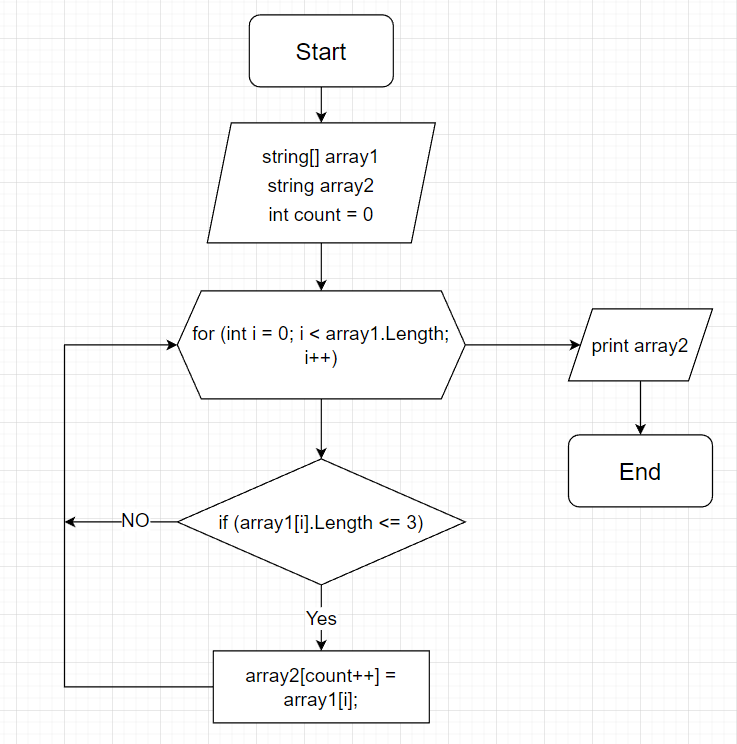 Start
string[] array1
string array2
int count = 0
for (int i = 0; i < array1.Length;
i++)
print array2
End
if (array1[i].Length <= 3)
NO
Yes
array2[count++] =
array1[i];